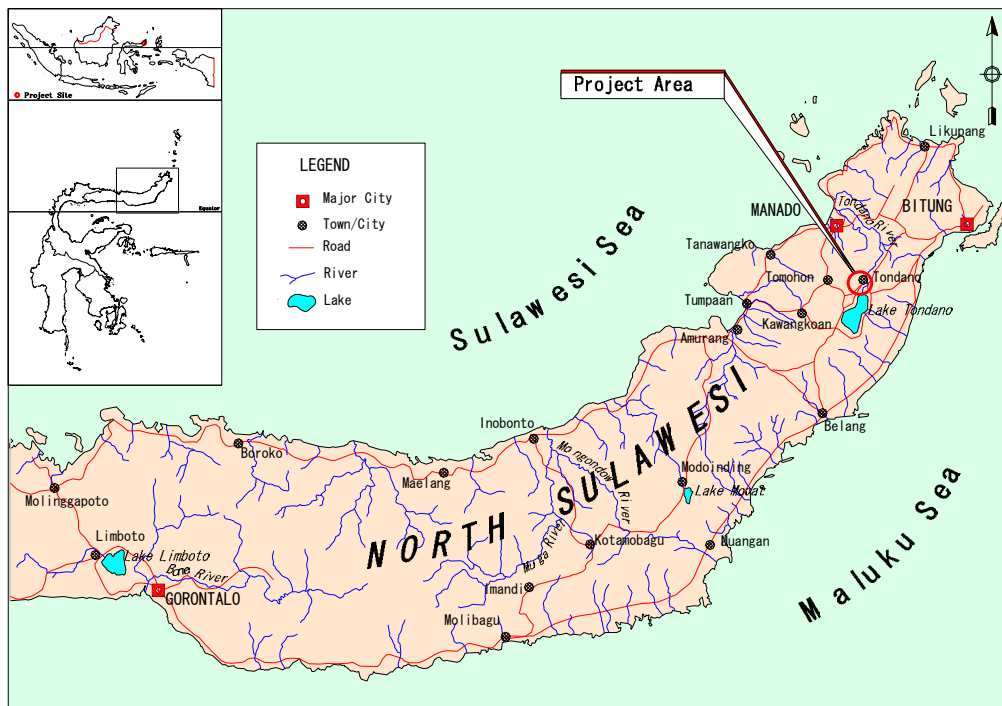 Project Site
Equator
LEGEND
Major City
Town/City
Road
River
Lake
Project Area
Likupang
MANADO
Tondano River
BITUNG
Tanawangko
Tomohon
Tondano
Tumpaan
Kawangkoan
Lake Tondano
Amurang
Sulawesi Sea
Belang
Inobonto
Boroko
Maelang
Mongondow River
Modoinding
Lake Mobat
Molinggapoto
NORTH SULAWESI
Maluku Sea
Limboto
Lake Limboto
Bone River
Kotamobagu
Buangan
Muga River
Imandi
GORONTALO
Molibagu